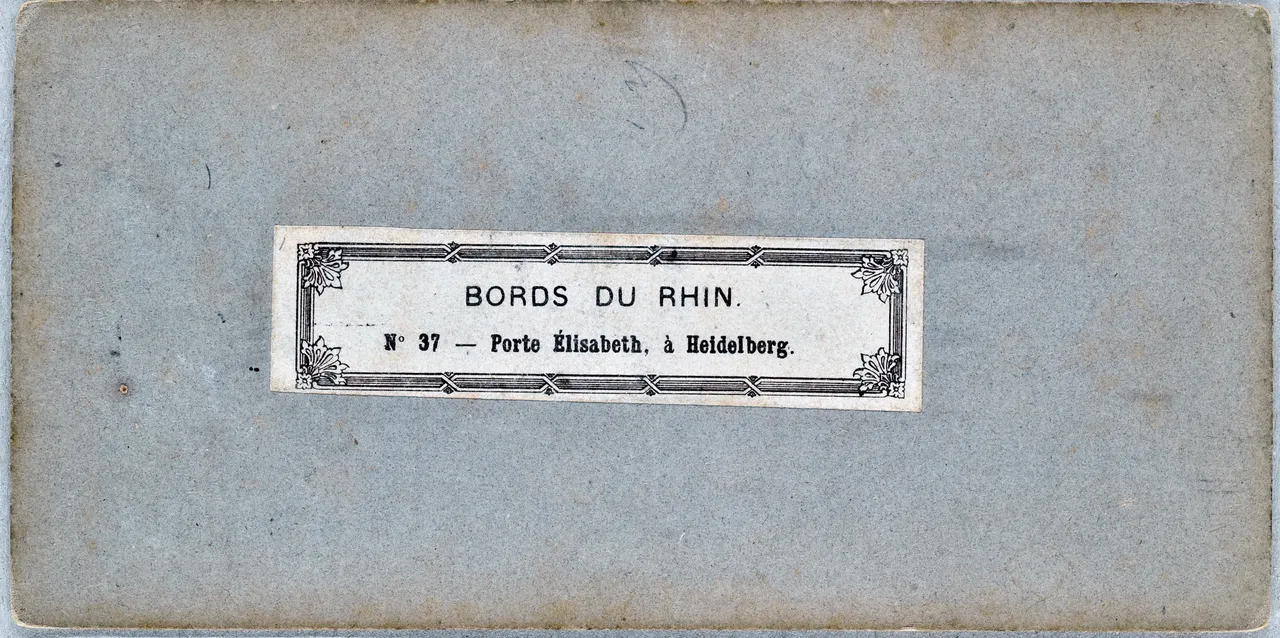 BORDS DU RHIN.
N° 37 — Porte Élisabeth, à Heidelberg.